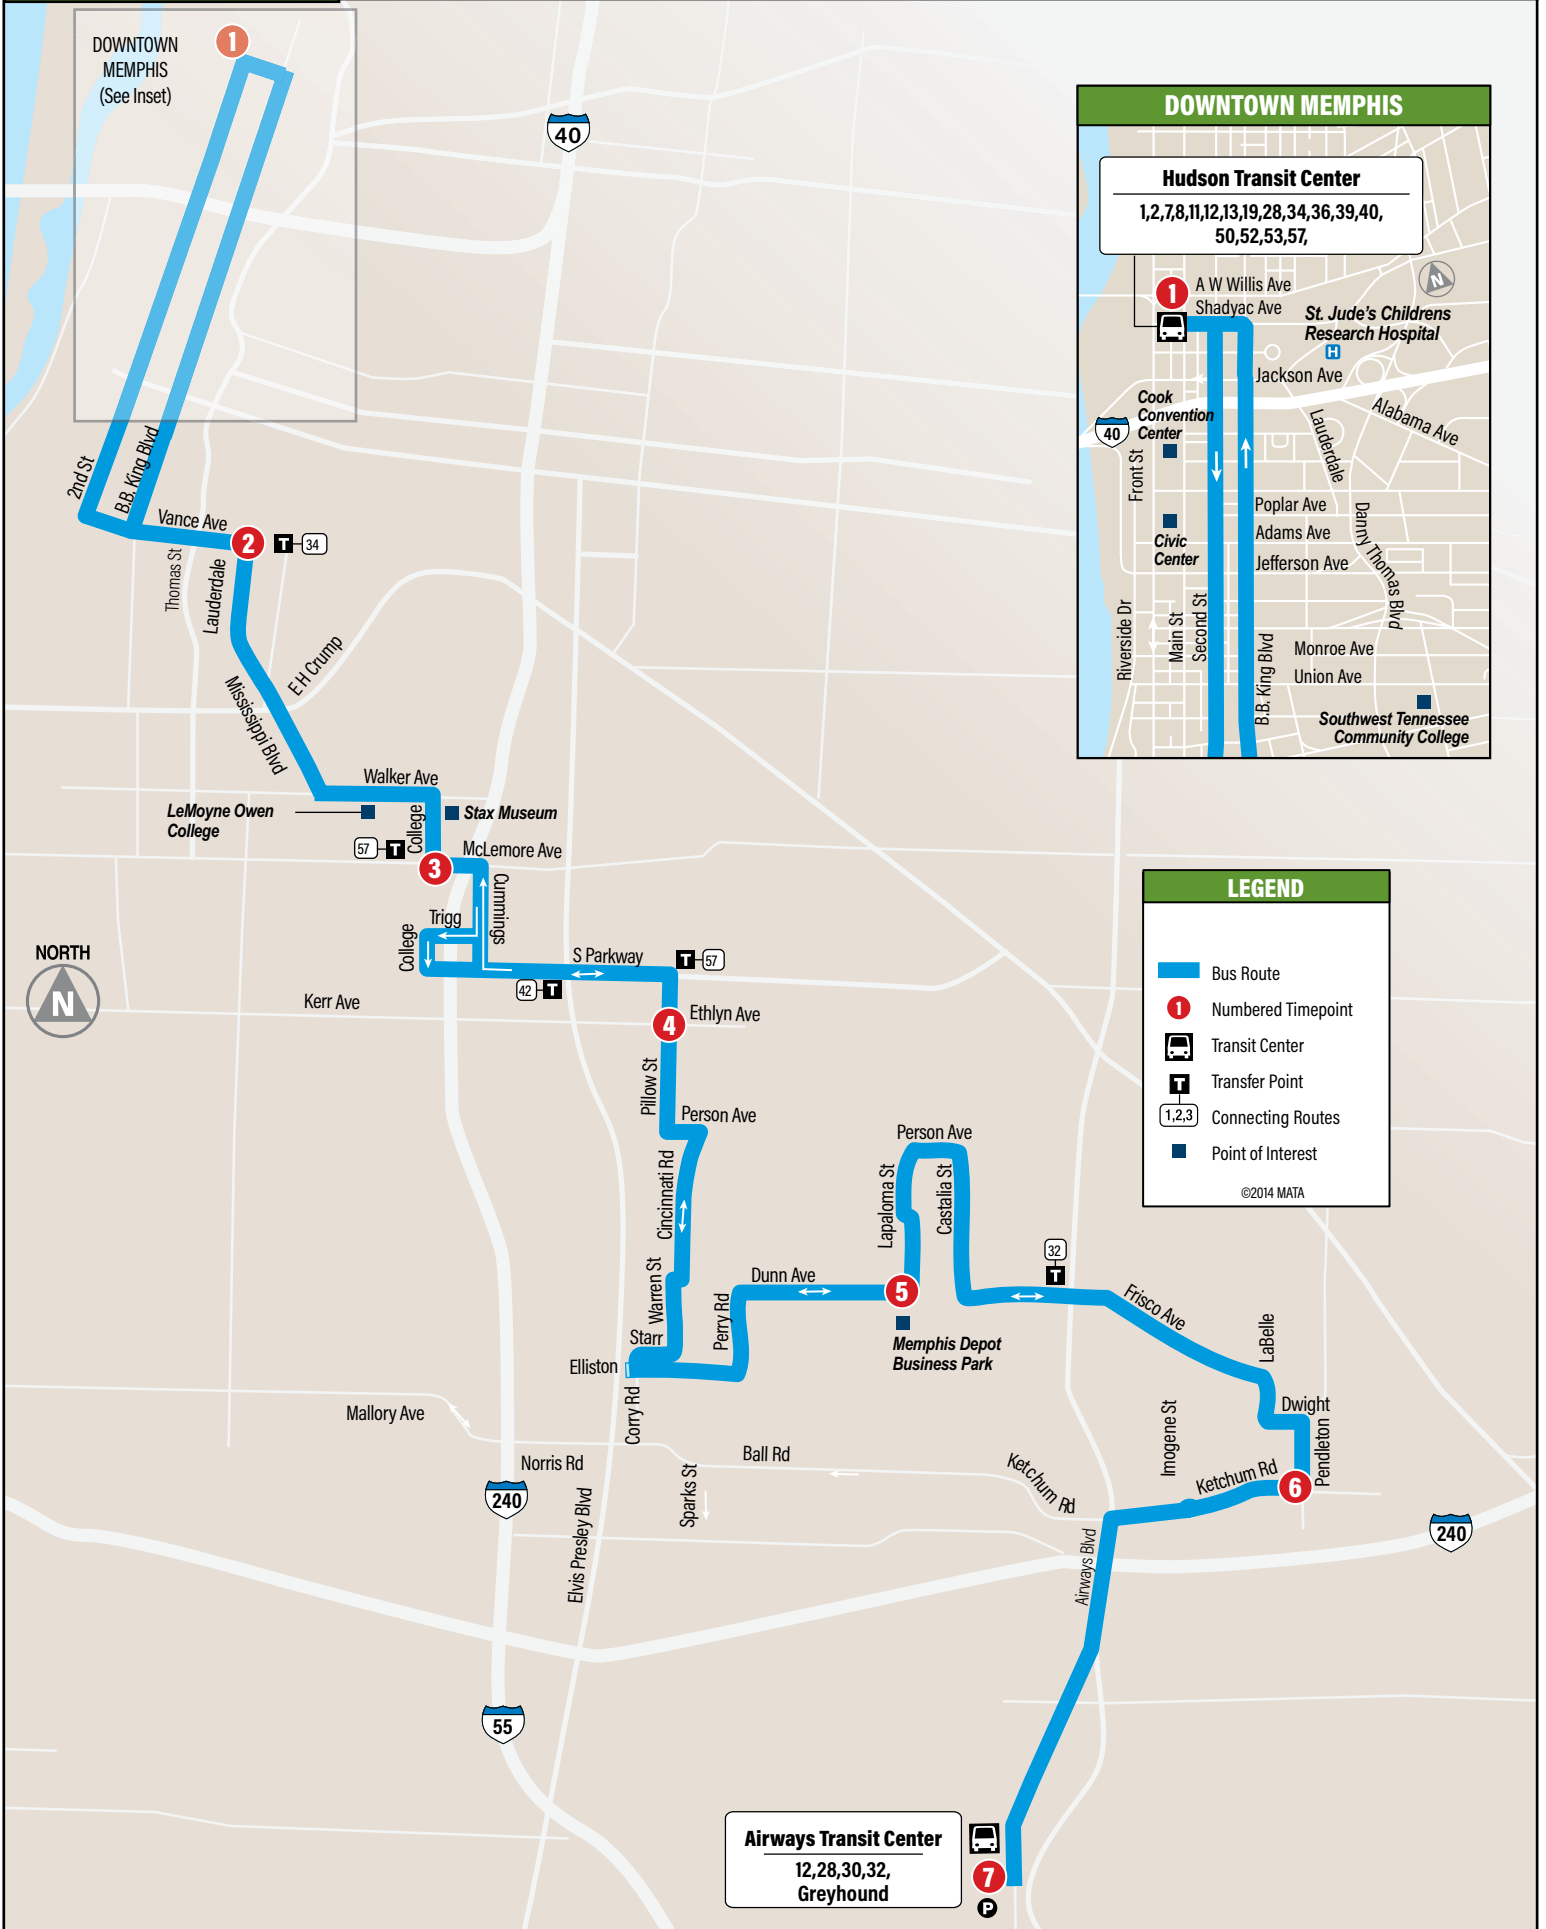 DOWNTOWN
MEMPHIS
(See Inset)
1
40
DOWNTOWN MEMPHIS
Hudson Transit Center
1,2,7,8,11,12,13,19,28,34,36,39,40,
50,52,53,57,
N
1
A W Willis Ave
Shadyac Ave
St. Jude's Childrens
Research Hospital
H
Jackson Ave
Cook
Convention
Center
40
Alabama Ave
Lauderdale
Front St
Poplar Ave
Adams Ave
Jefferson Ave
Danny Thomas Blvd
Civic
Center
Riverside Dr
Main St
Second St
B.B. King Blvd
Monroe Ave
Union Ave
Southwest Tennessee
Community College
2nd St
B.B. King Blvd
Vance Ave
2
T
34
Thomas St
Lauderdale
E H Crump
Mississippi Blvd
Walker Ave
LeMoyne Owen
College
College
Stax Museum
57
T
3
McLemore Ave
Cummings
Trigg
College
S Parkway
T
57
42
T
NORTH
N
Kerr Ave
4
Ethlyn Ave
Pillow St
Person Ave
Cincinnati Rd
Warren St
Starr
Elliston
Corry Rd
Perry Rd
Dunn Ave
5
Memphis Depot
Business Park
Lapaloma St
Person Ave
Castalia St
32
T
Frisco Ave
LaBelle
Dwight
Pendleton
Imogene St
Ketchum Rd
6
LEGEND
Bus Route
1
Numbered Timepoint
Transit Center
T
Transfer Point
1,2,3
Connecting Routes
Point of Interest
©2014 MATA
Mallory Ave
Norris Rd
240
Elvis Presley Blvd
Sparks St
Ball Rd
Ketchum Rd
Airways Blvd
240
55
Airways Transit Center
12,28,30,32,
Greyhound
7
P